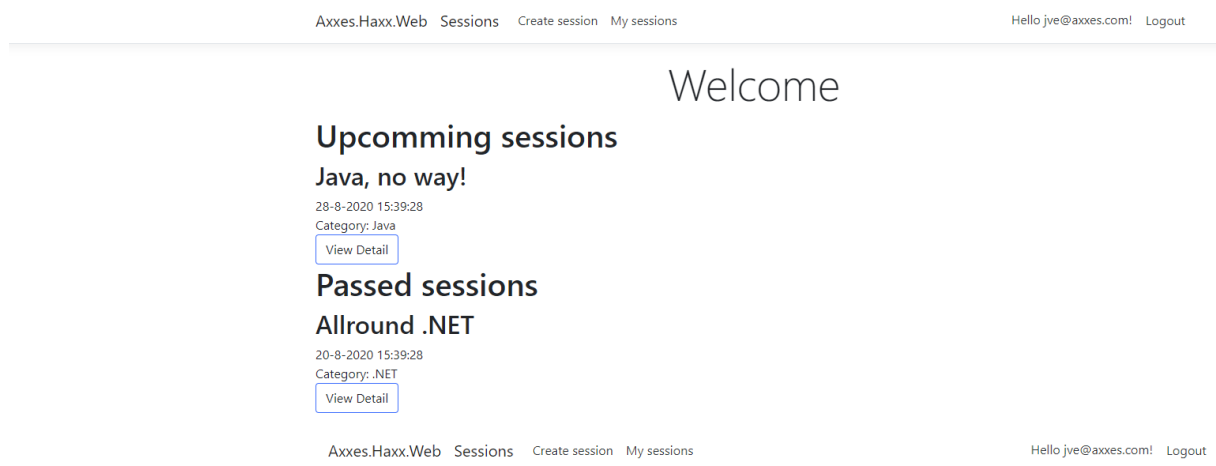 Axxes.Haxx.Web Sessions Create session My sessions Hello jve@axxes.com! Logout
Welcome
Upcomming sessions
Java, no way!
28-8-2020 15:39:28
Category: Java
View Detail
Passed sessions
Allround .NET
20-8-2020 15:39:28
Category: .NET
View Detail
Axxes.Haxx.Web Sessions Create session My sessions Hello jve@axxes.com! Logout